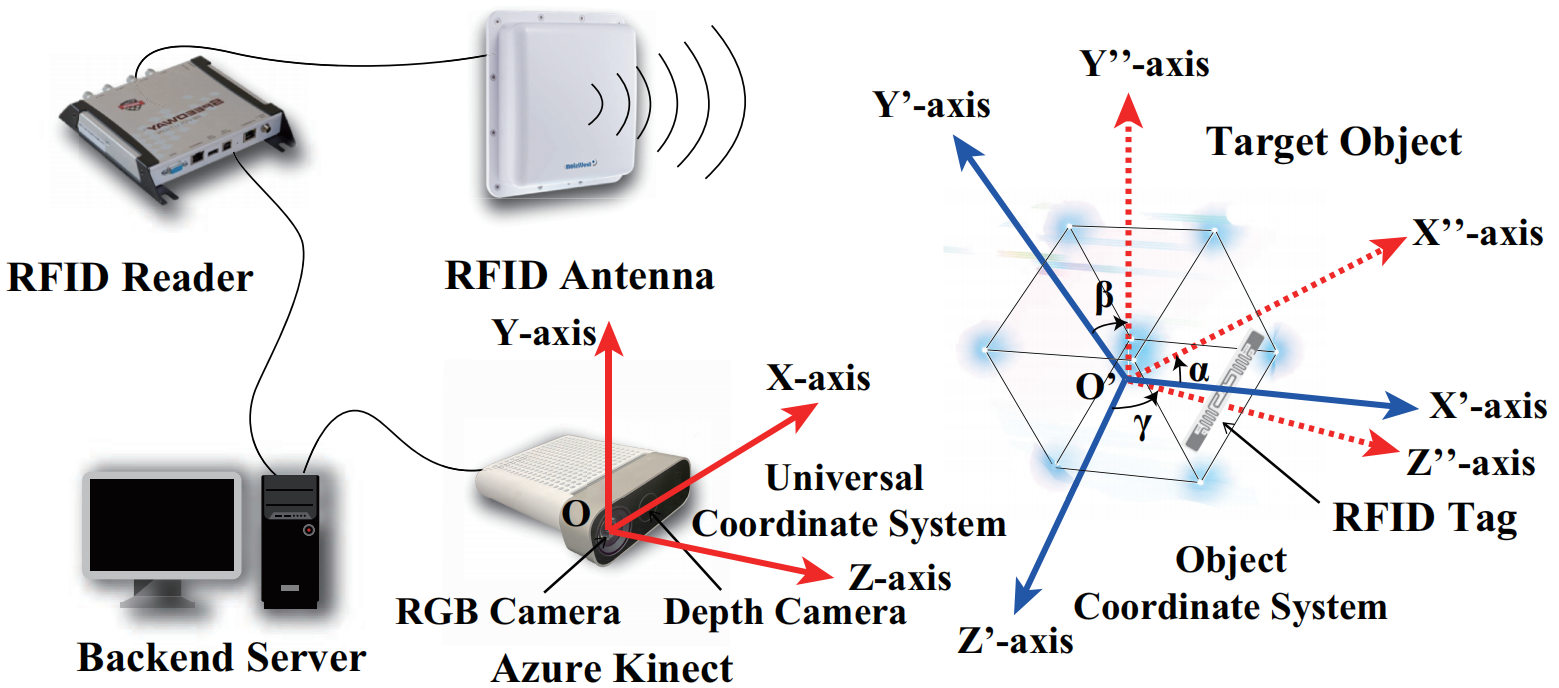 RFID Reader
RFID Antenna
Y-axis
X-axis
O
Universal
Coordinate System
Z-axis
RGB Camera
Depth Camera
Azure Kinect
Backend Server
Y’’-axis
Y’-axis
Target Object
X’’-axis
β
O’
α
X’-axis
γ
Z’’-axis
RFID Tag
Object
Coordinate System
Z’-axis